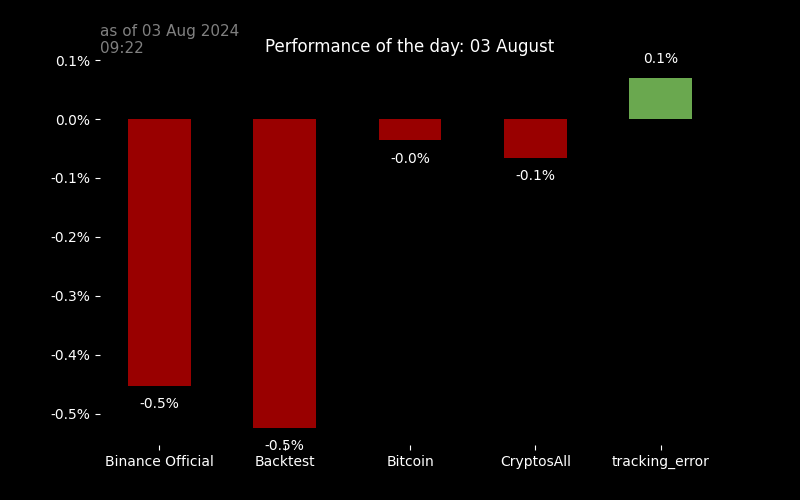 as of 03 Aug 2024
09:22
Performance of the day: 03 August
0.1%
0.0%
-0.1%
-0.2%
-0.3%
-0.4%
-0.5%
-0.5%
-0.5%
-0.0%
-0.1%
0.1%
Binance Official
Backtest
Bitcoin
CryptosAll
tracking_error